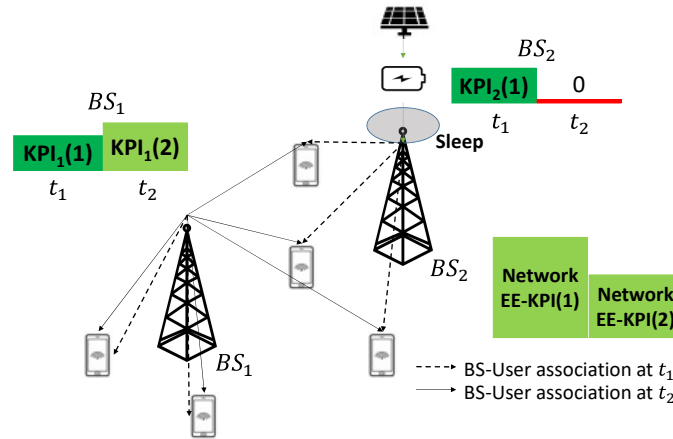 BS₂
KPI₂(1)
0
t₁
t₂
BS₁
KPI₁(1)
KPI₁(2)
t₁
t₂
Sleep
BS₂
Network
EE-KPI(1)
Network
EE-KPI(2)
BS₁
BS-User association at t₁
BS-User association at t₂